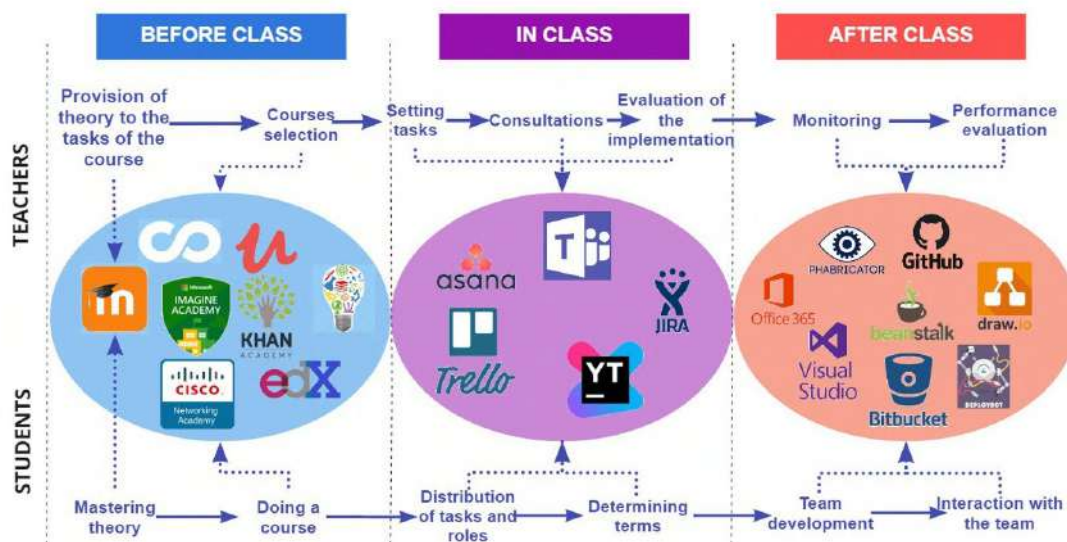 BEFORE CLASS
IN CLASS
AFTER CLASS
TEACHERS
Provision of
theory to the
tasks of the
course
Courses
selection
Setting
tasks
Consultations
Evaluation of
the
implementation
Monitoring
Performance
evaluation
m
u
Microsoft
IMAGINE ACADEMY
KHAN
ACADEMY
CISCO
Networking
Academy
edX
asana
T
Trello
JIRA
YT
PHABRICATOR
GitHub
Office 365
beanstalk
draw.io
Visual
Studio
Bitbucket
DEPLOYBOT
STUDENTS
Mastering
theory
Doing a
course
Distribution
of tasks and
roles
Determining
terms
Team
development
Interaction with
the team